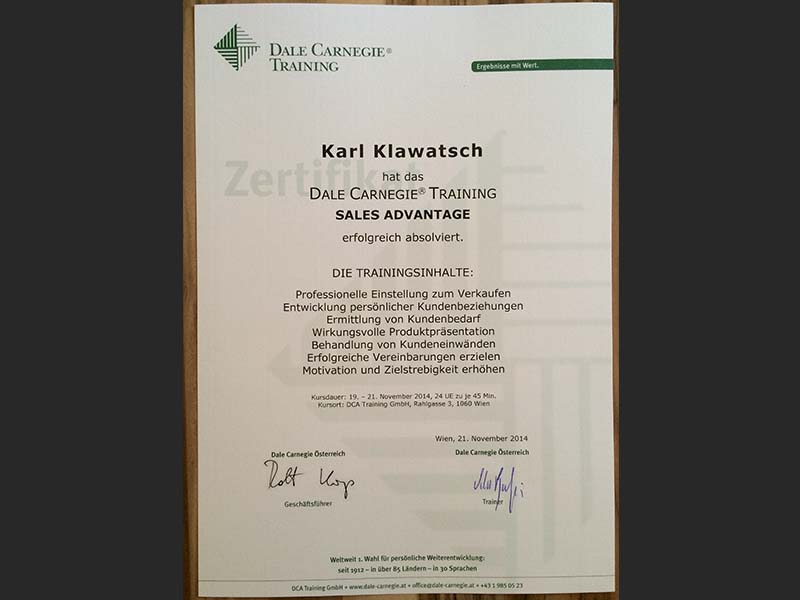 DALE CARNEGIE®
TRAINING
Ergebnisse mit Wert.
Zertifikat
Karl Klawatsch
hat das
DALE CARNEGIE® TRAINING
SALES ADVANTAGE
erfolgreich absolviert.
DIE TRAININGSINHALTE:
Professionelle Einstellung zum Verkaufen
Entwicklung persönlicher Kundenbeziehungen
Ermittlung von Kundenbedarf
Wirkungsvolle Produktpräsentation
Behandlung von Kundeneinwänden
Erfolgreiche Vereinbarungen erzielen
Motivation und Zielstrebigkeit erhöhen
Kursdauer: 19. – 21. November 2014, 24 UE zu je 45 Min.
Kursort: DCA Training GmbH, Rahlgasse 3, 1060 Wien
Wien, 21. November 2014
Dale Carnegie Österreich
Dale Carnegie Österreich
Geschäftsführer
Trainer
Weltweit 1. Wahl für persönliche Weiterentwicklung:
seit 1912 – in über 85 Ländern – in 30 Sprachen
DCA Training GmbH • www.dale-carnegie.at • office@dale-carnegie.at • +43 1 985 05 23